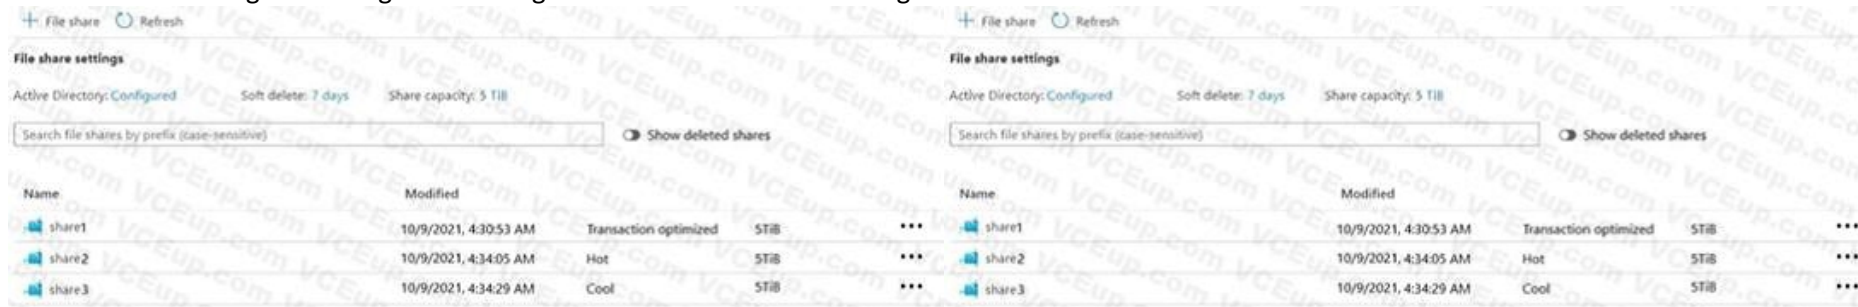 + File share Refresh
File share settings
Active Directory: Configured Soft delete: 7 days Share capacity: 5 TiB
Search file shares by prefix (case-sensitive)
Show deleted shares
Name Modified
share1 10/9/2021, 4:30:53 AM Transaction optimized 5TiB •••
share2 10/9/2021, 4:34:05 AM Hot 5TiB •••
share3 10/9/2021, 4:34:29 AM Cool 5TiB •••
+ File share Refresh
File share settings
Active Directory: Configured Soft delete: 7 days Share capacity: 5 TiB
Search file shares by prefix (case-sensitive)
Show deleted shares
Name Modified
share1 10/9/2021, 4:30:53 AM Transaction optimized 5TiB •••
share2 10/9/2021, 4:34:05 AM Hot 5TiB •••
share3 10/9/2021, 4:34:29 AM Cool 5TiB •••
VCEup.com